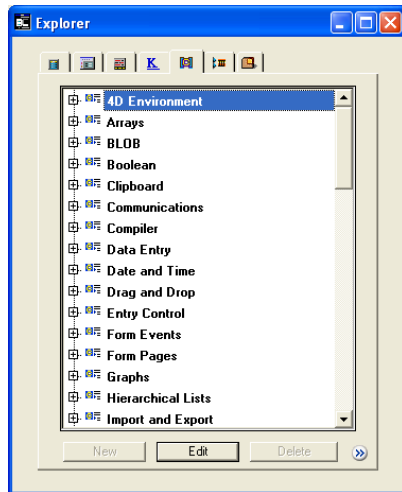 Explorer
K
4D Environment
Arrays
BLOB
Boolean
Clipboard
Communications
Compiler
Data Entry
Date and Time
Drag and Drop
Entry Control
Form Events
Form Pages
Graphs
Hierarchical Lists
Import and Export
New Edit Delete